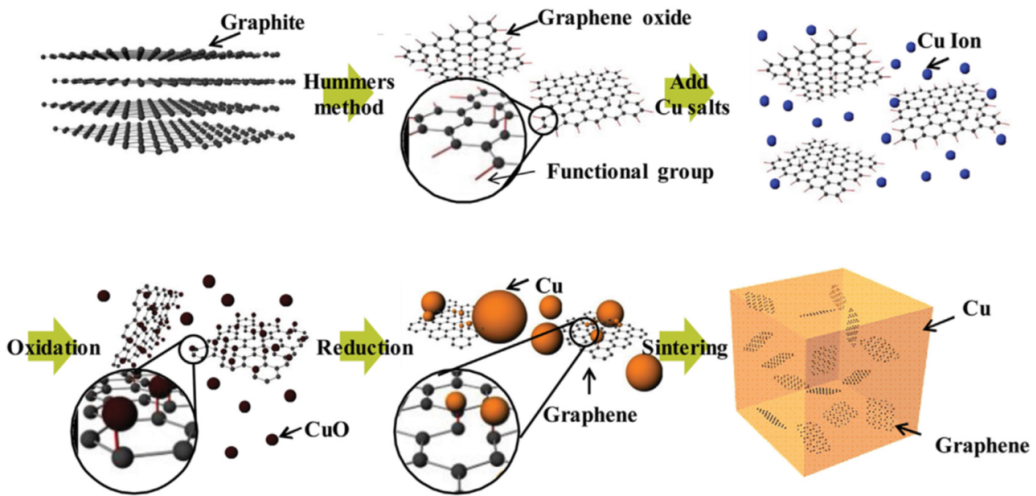 Graphite
Hummers
method
Graphene oxide
Functional group
Add
Cu salts
Cu Ion
Oxidation
CuO
Reduction
Cu
Graphene
Sintering
Cu
Graphene